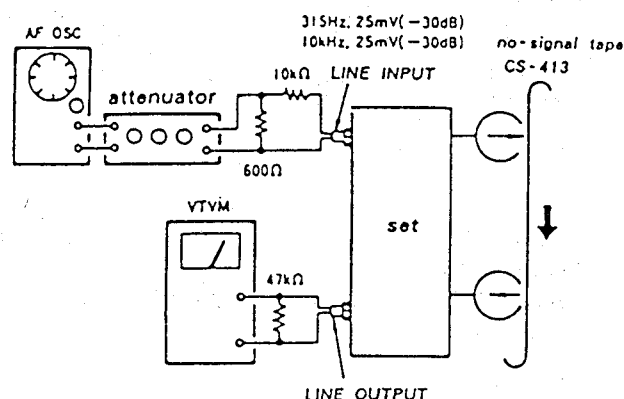 315Hz, 25mV(-30dB)
10kHz, 25mV(-30dB)
no-signal tape
CS-413
AF OSC
attenuator
10kΩ
LINE INPUT
600Ω
set
VTVM
47kΩ
LINE OUTPUT